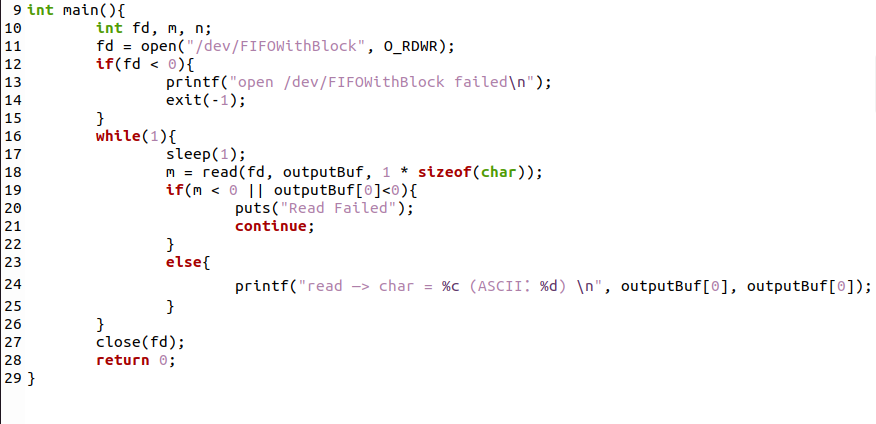 9 int main(){
10         int fd, m, n;
11         fd = open("/dev/FIFOWithBlock", O_RDWR);
12         if(fd < 0){
13                 printf("open /dev/FIFOWithBlock failed\n");
14                 exit(-1);
15         }
16         while(1){
17                 sleep(1);
18                 m = read(fd, outputBuf, 1 * sizeof(char));
19                 if(m < 0 || outputBuf[0]<0){
20                         puts("Read Failed");
21                         continue;
22                 }
23                 else{
24                         printf("read —> char = %c (ASCII：%d) \n", outputBuf[0], outputBuf[0]);
25                 }
26         }
27         close(fd);
28         return 0;
29 }